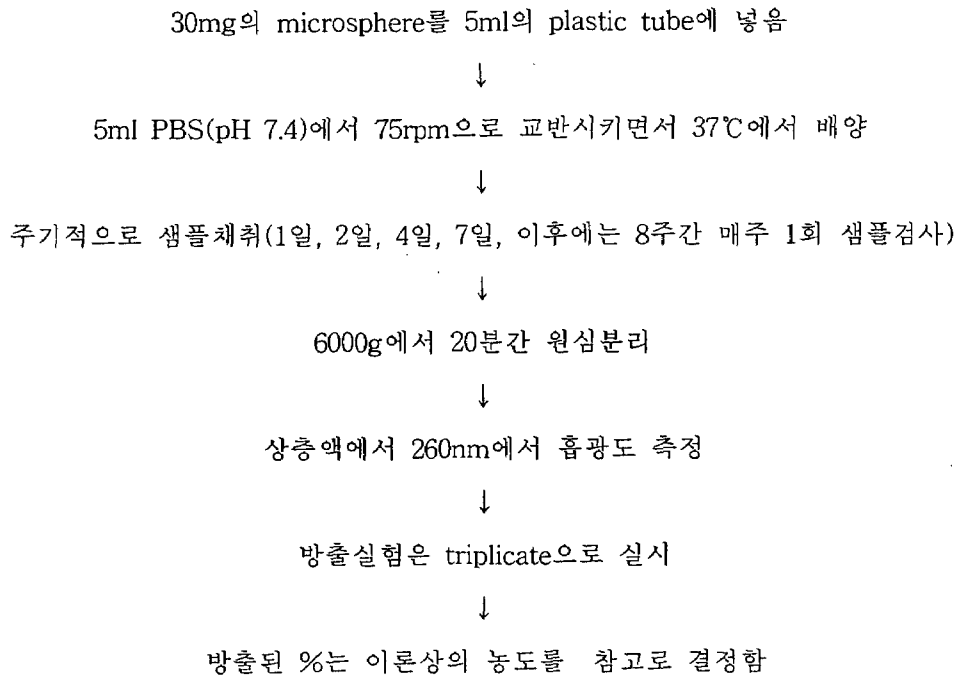 30mg의 microsphere를 5ml의 plastic tube에 넣음
↓
5ml PBS(pH 7.4)에서 75rpm으로 교반시키면서 37℃에서 배양
↓
주기적으로 샘플채취(1일, 2일, 4일, 7일, 이후에는 8주간 매주 1회 샘플검사)
↓
6000g에서 20분간 원심분리
↓
상층액에서 260nm에서 흡광도 측정
↓
방출실험은 triplicate으로 실시
↓
방출된 %는 이론상의 농도를 참고로 결정함